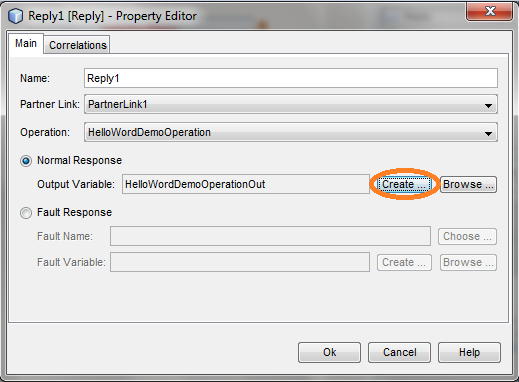 Reply1 [Reply] - Property Editor
Main Correlations
Name: Reply1
Partner Link: PartnerLink1
Operation: HelloWordDemoOperation
Normal Response
Output Variable: HelloWordDemoOperationOut Create ... Browse ...
Fault Response
Fault Name: Choose ...
Fault Variable: Create ... Browse ...
Ok Cancel Help